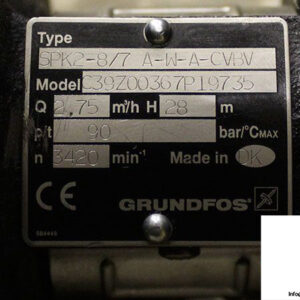 Type
SPK2-8/7 A-W-A-CVBV
Model C39Z00367P19735
Q 2,75 m³/h H 28 m
p/t 90 bar/°CMAX
n 3420 min⁻¹ Made in DK
CE GRUNDFOS